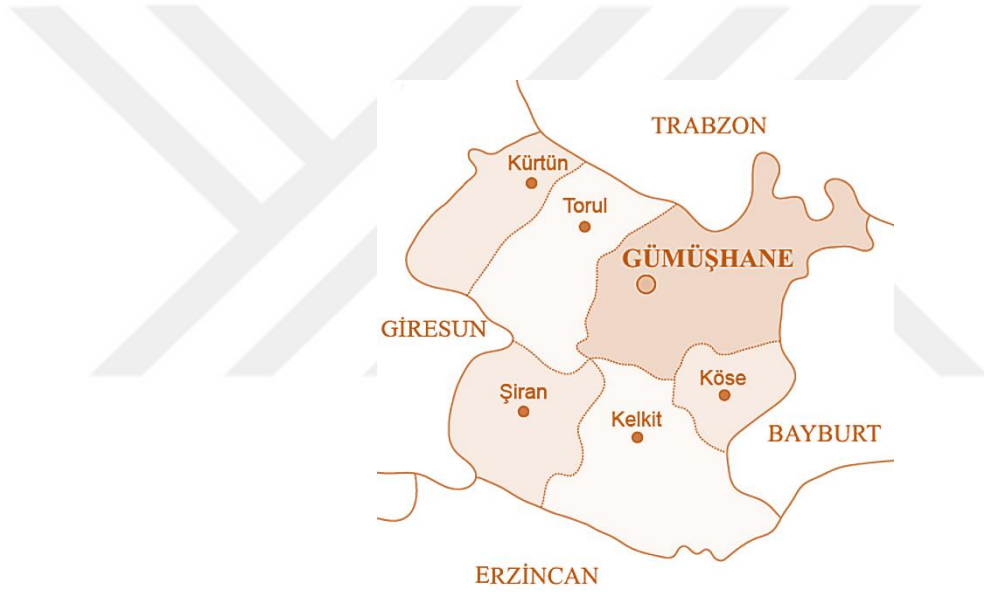 TRABZON
Kürtün
Torul
GÜMÜŞHANE
GİRESUN
Şiran
Köse
Kelkit
BAYBURT
ERZİNCAN